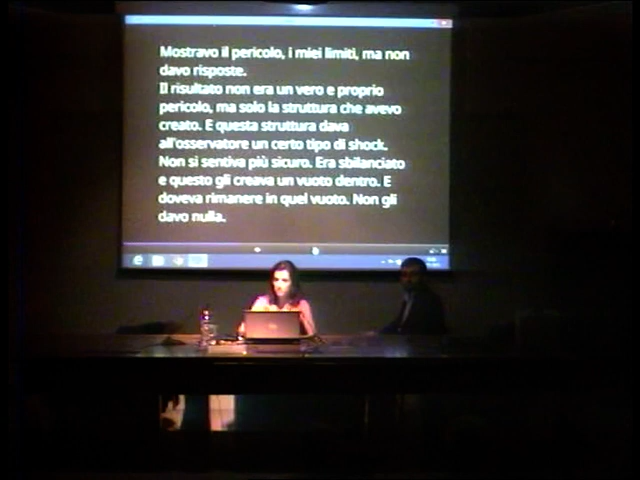 Mostravo il pericolo, i miei limiti, ma non
davo risposte.
Il risultato non era un vero e proprio
pericolo, ma solo la struttura che avevo
creato. E questa struttura dava
all'osservatore un certo tipo di shock.
Non si sentiva più sicuro. Era sbilanciato
e questo gli creava un vuoto dentro. E
doveva rimanere in quel vuoto. Non gli
davo nulla.